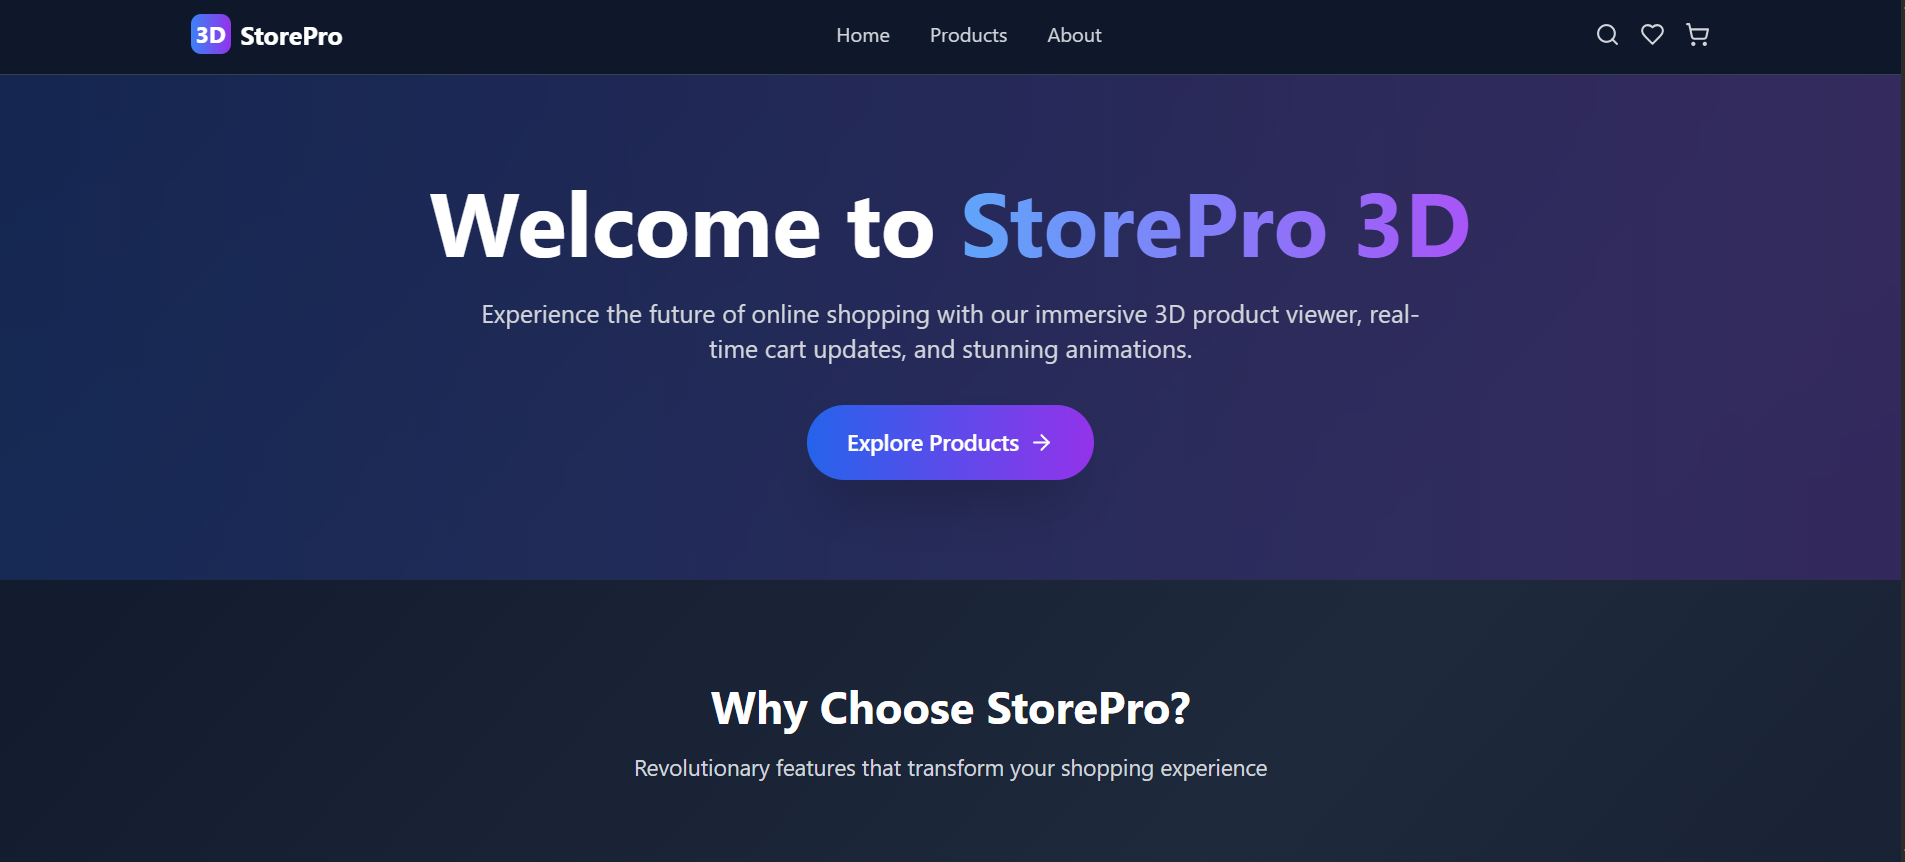 3D StorePro
Home Products About
Welcome to StorePro 3D
Experience the future of online shopping with our immersive 3D product viewer, real-
time cart updates, and stunning animations.
Explore Products
Why Choose StorePro?
Revolutionary features that transform your shopping experience